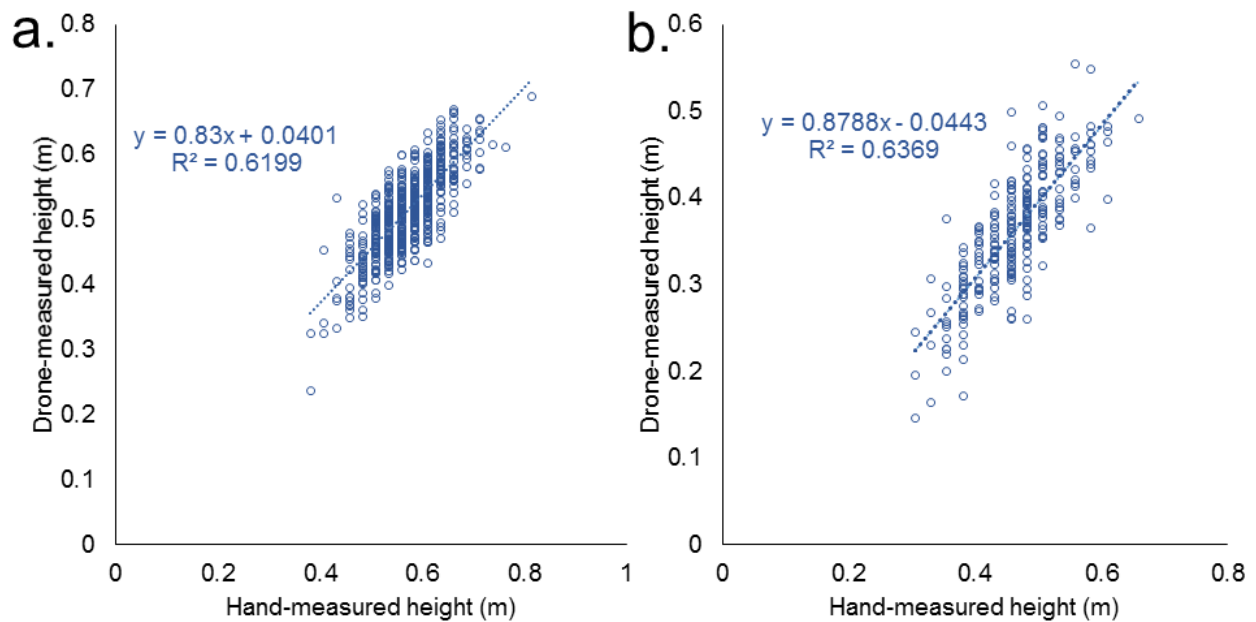 a.
0.8
0.7
0.6
0.5
0.4
0.3
0.2
0.1
0
Drone-measured height (m)
y = 0.83x + 0.0401
R² = 0.6199
0
0.2
0.4
0.6
0.8
1
Hand-measured height (m)
b.
0.6
0.5
0.4
0.3
0.2
0.1
0
Drone-measured height (m)
y = 0.8788x - 0.0443
R² = 0.6369
0
0.2
0.4
0.6
0.8
Hand-measured height (m)